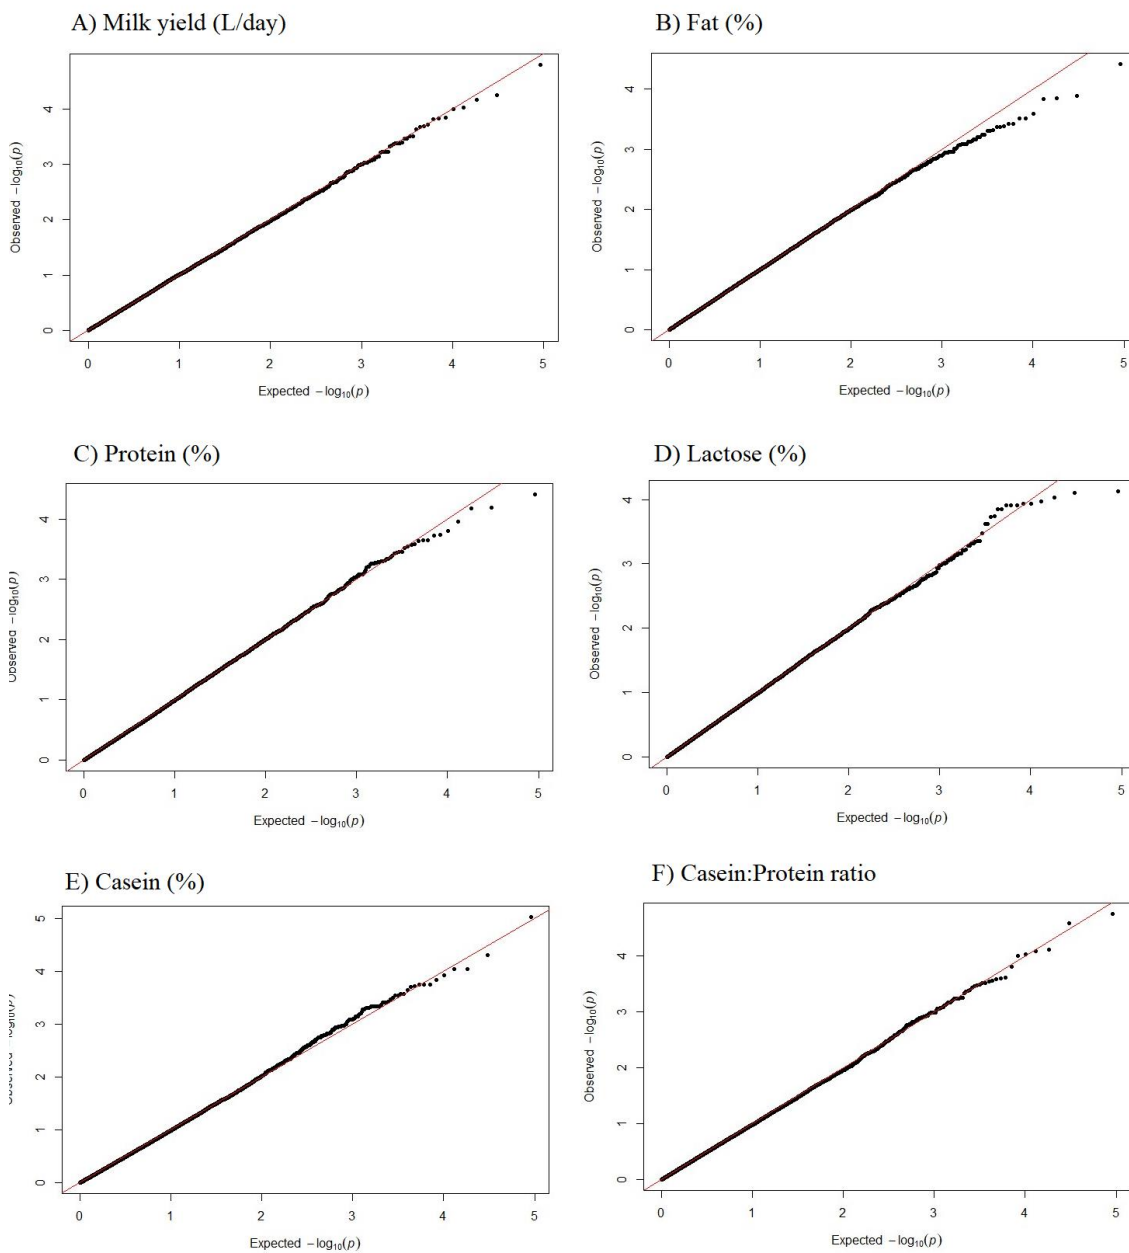 A) Milk yield (L/day)
Observed −log₁₀(p)
4
3
2
1
0
0 1 2 3 4 5
Expected −log₁₀(p)
B) Fat (%)
Observed −log₁₀(p)
4
3
2
1
0
0 1 2 3 4 5
Expected −log₁₀(p)
C) Protein (%)
Observed −log₁₀(p)
4
3
2
1
0
0 1 2 3 4 5
Expected −log₁₀(p)
D) Lactose (%)
Observed −log₁₀(p)
4
3
2
1
0
0 1 2 3 4 5
Expected −log₁₀(p)
E) Casein (%)
Observed −log₁₀(p)
5
4
3
2
1
0
0 1 2 3 4 5
Expected −log₁₀(p)
F) Casein:Protein ratio
Observed −log₁₀(p)
4
3
2
1
0
0 1 2 3 4 5
Expected −log₁₀(p)